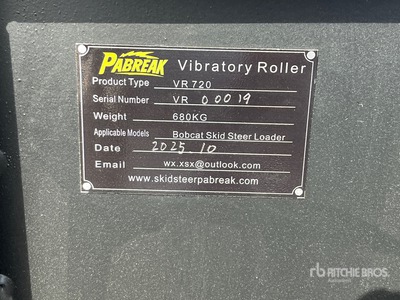 PABREAK Vibratory Roller
Product Type VR 720
Serial Number VR 00019
Weight 680KG
Applicable Models Bobcat Skid Steer Loader
Date 2025.10
Email wx.xsx@outlook.com
www.skidsteerpabreak.com
rb RITCHIE BROS.